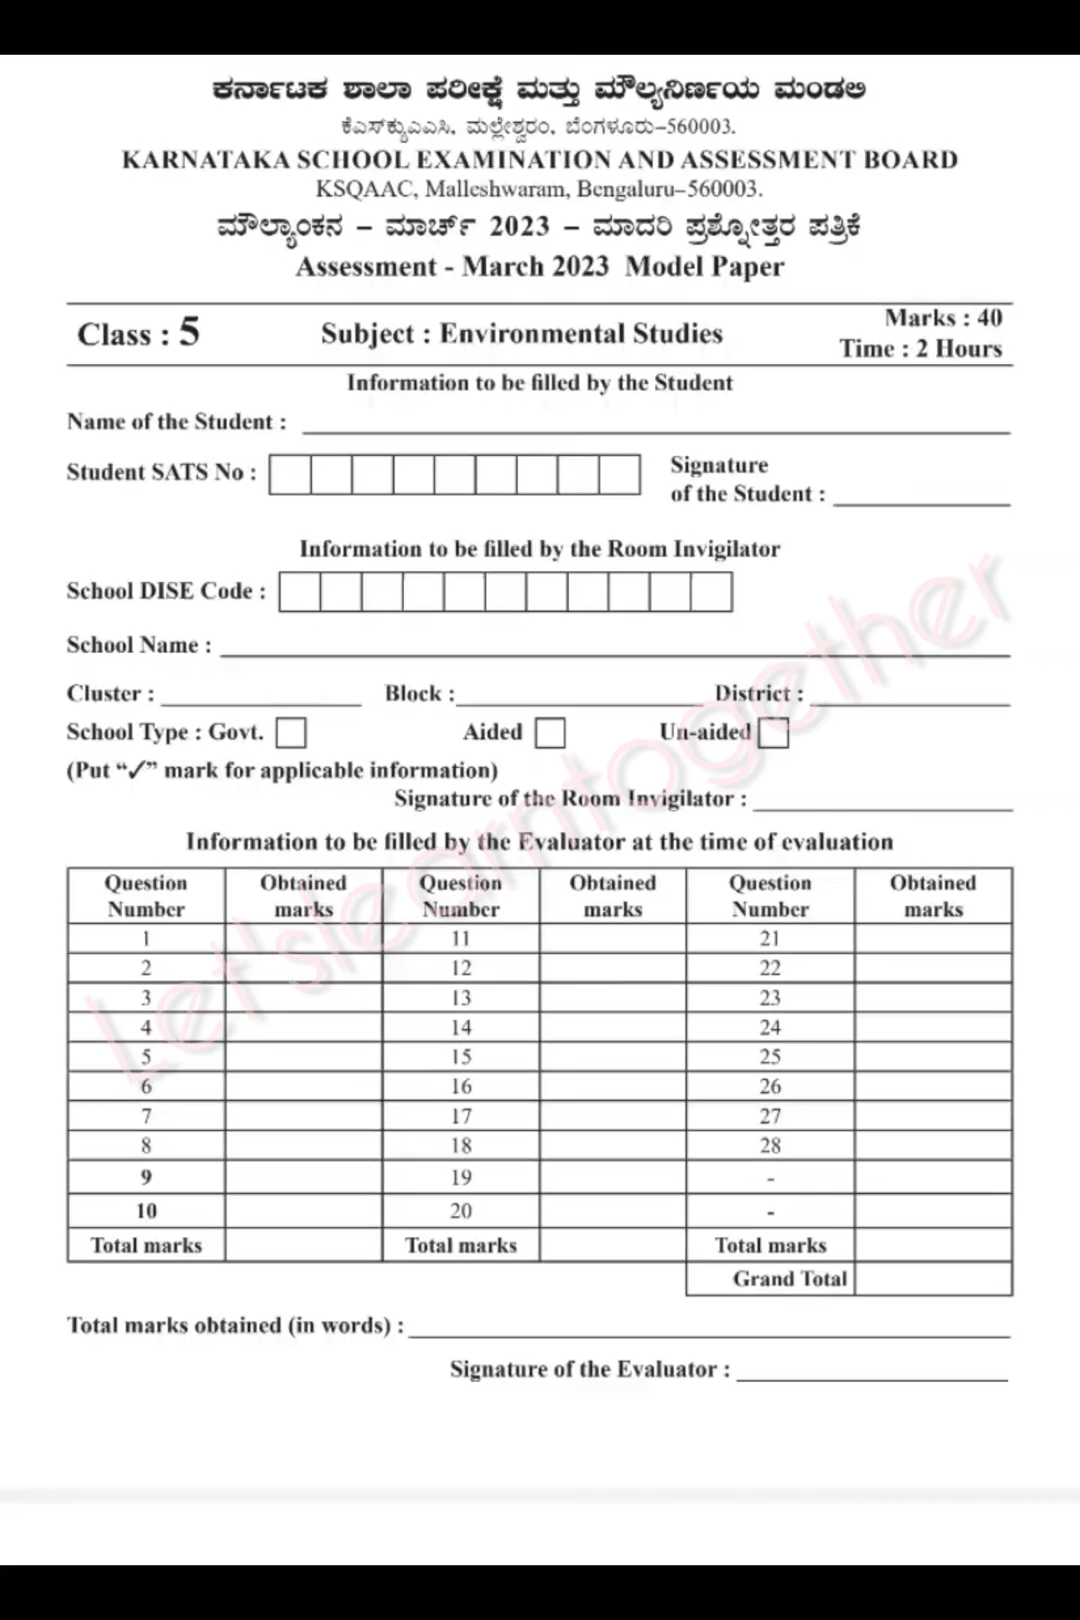 ಕರ್ನಾಟಕ ಶಾಲಾ ಪರೀಕ್ಷೆ ಮತ್ತು ಮೌಲ್ಯನಿರ್ಣಯ ಮಂಡಲಿ
ಕೆಎಸ್‌ಕ್ಯುಎಎಸಿ, ಮಲ್ಲೇಶ್ವರಂ, ಬೆಂಗಳೂರು–560003.
KARNATAKA SCHOOL EXAMINATION AND ASSESSMENT BOARD
KSQAAC, Malleshwaram, Bengaluru–560003.
ಮೌಲ್ಯಾಂಕನ – ಮಾರ್ಚ್ 2023 – ಮಾದರಿ ಪ್ರಶ್ನೋತ್ತರ ಪತ್ರಿಕೆ
Assessment - March 2023 Model Paper
Class : 5 Subject : Environmental Studies Marks : 40
Time : 2 Hours
Information to be filled by the Student
Name of the Student :
Student SATS No : Signature
of the Student :
Information to be filled by the Room Invigilator
School DISE Code :
School Name :
Cluster : Block : District :
School Type : Govt. Aided Un-aided
(Put “✓” mark for applicable information)
Signature of the Room Invigilator :
Information to be filled by the Evaluator at the time of evaluation
Question Number Obtained marks Question Number Obtained marks Question Number Obtained marks
1 11 21
2 12 22
3 13 23
4 14 24
5 15 25
6 16 26
7 17 27
8 18 28
9 19 -
10 20 -
Total marks Total marks Total marks
Grand Total
Total marks obtained (in words) :
Signature of the Evaluator :
Let'slearntogether